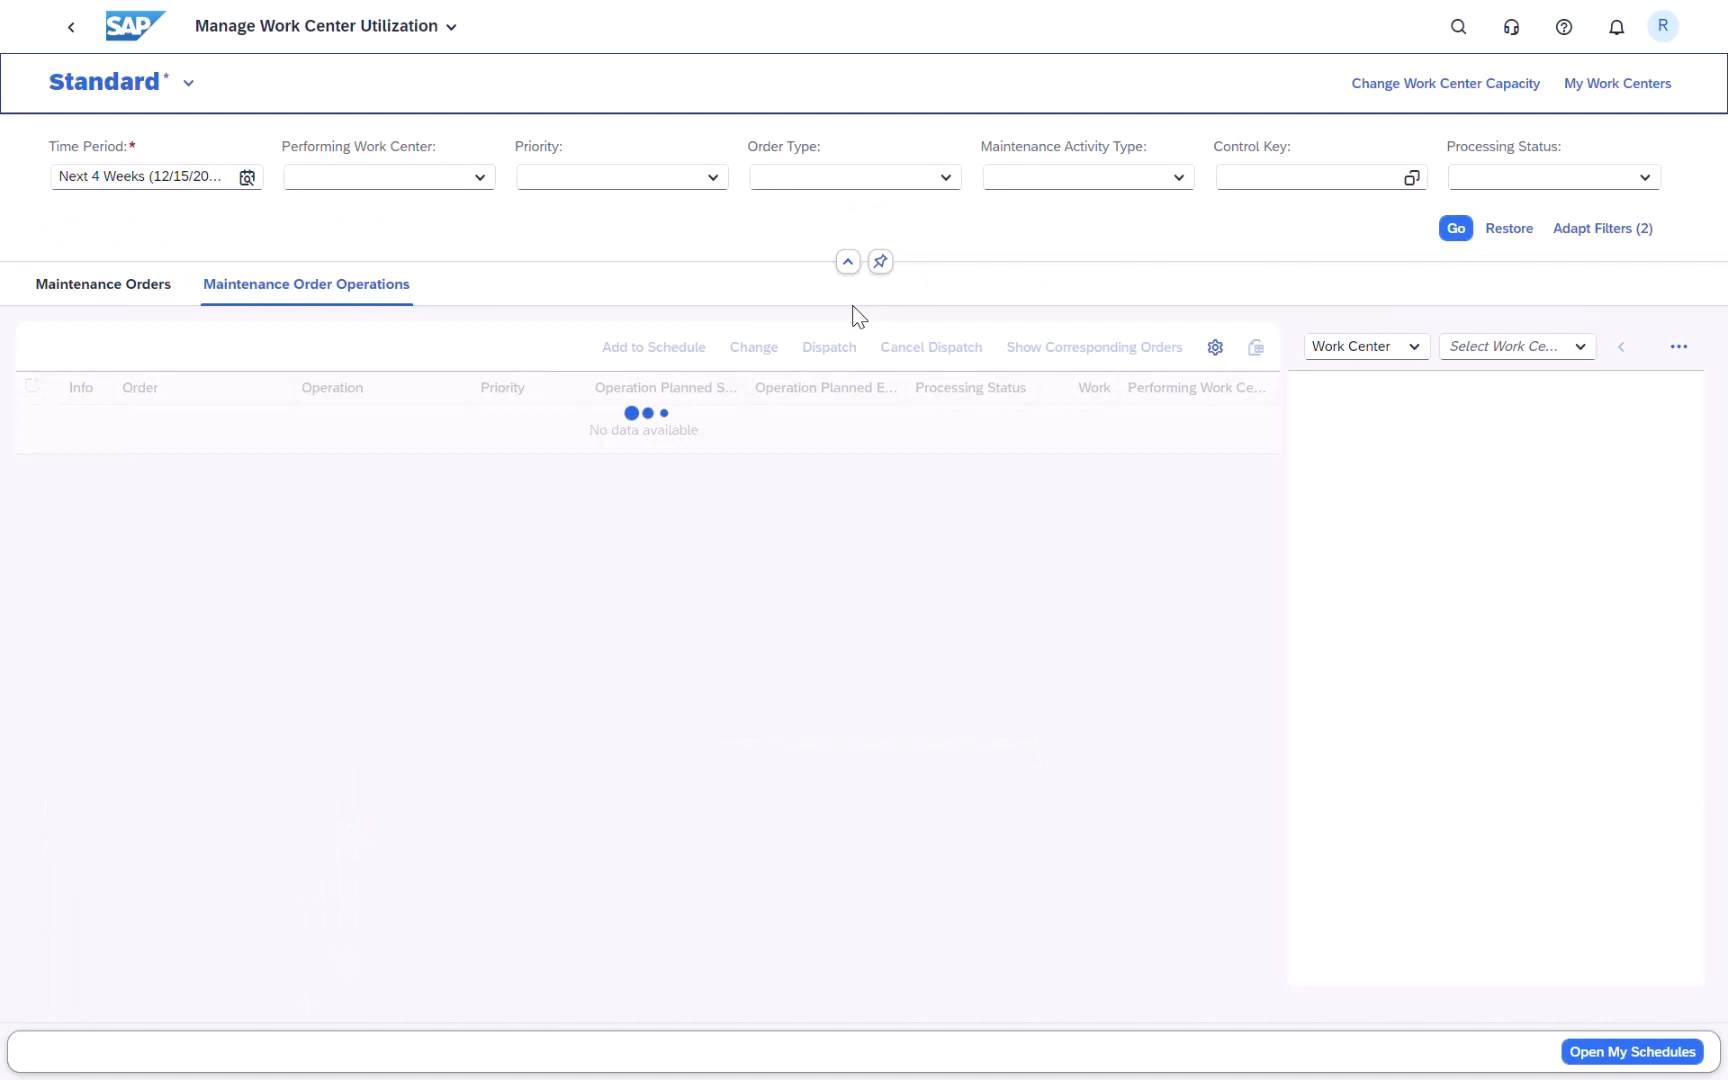 SAP Manage Work Center Utilization R
Standard* Change Work Center Capacity My Work Centers
Time Period:* Performing Work Center: Priority: Order Type: Maintenance Activity Type: Control Key: Processing Status:
Next 4 Weeks (12/15/20...
Go Restore Adapt Filters (2)
Maintenance Orders Maintenance Order Operations
Add to Schedule Change Dispatch Cancel Dispatch Show Corresponding Orders Work Center Select Work Ce...
Info Order Operation Priority Operation Planned S... Operation Planned E... Processing Status Work Performing Work Ce...
No data available
Open My Schedules